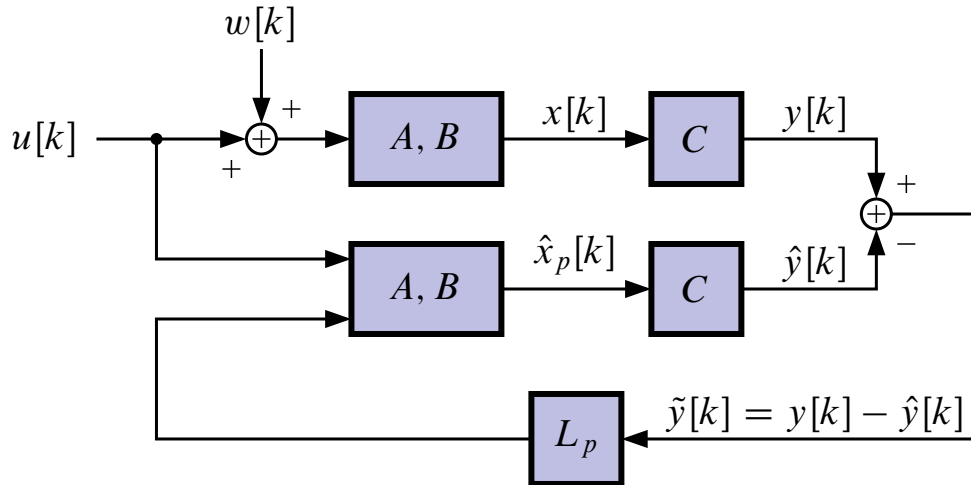 w[k]
u[k]
+
+
+
A, B
x[k]
C
y[k]
+
+
−
A, B
x̂_p[k]
C
ŷ[k]
L_p
ỹ[k] = y[k] − ŷ[k]